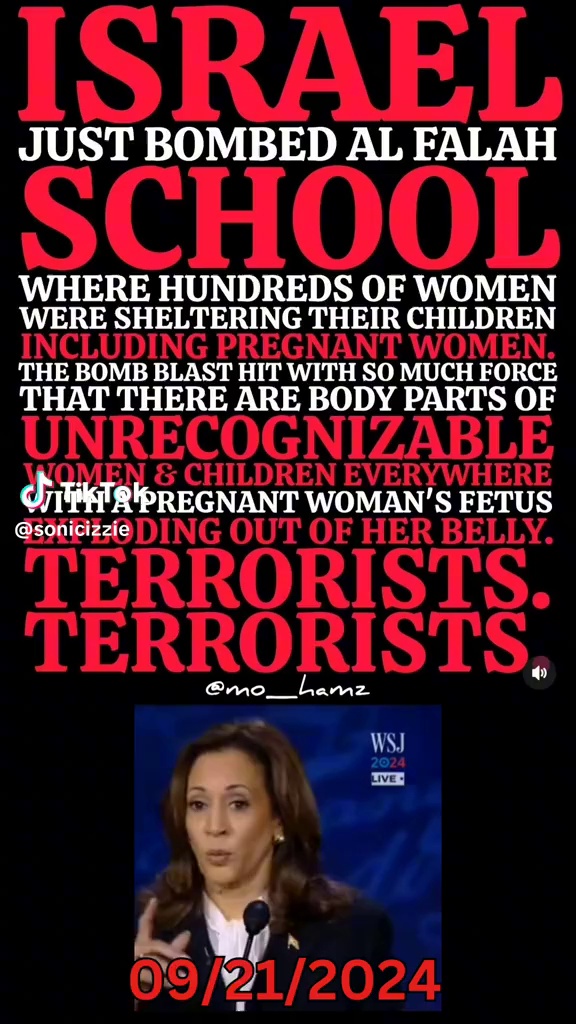 ISRAEL
JUST BOMBED AL FALAH
SCHOOL
WHERE HUNDREDS OF WOMEN
WERE SHELTERING THEIR CHILDREN
INCLUDING PREGNANT WOMEN.
THE BOMB BLAST HIT WITH SO MUCH FORCE
THAT THERE ARE BODY PARTS OF
UNRECOGNIZABLE
WOMEN & CHILDREN EVERYWHERE
TikTok
WITH A PREGNANT WOMAN'S FETUS
@sonicizzie
EXPLODING OUT OF HER BELLY.
TERRORISTS.
TERRORISTS.
@mo__hamz
WSJ
2024
LIVE
09/21/2024